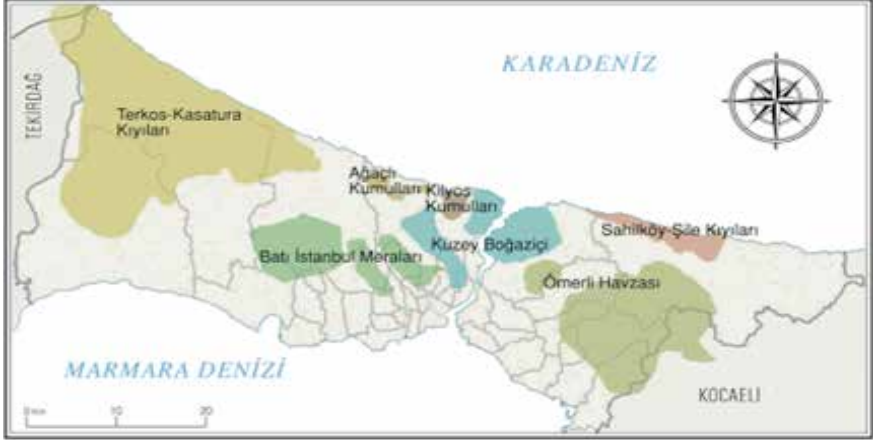 KARADENİZ
TEKİRDAĞ
Terkos-Kasatura
Kıyıları
Ağaçlı
Kumulları
Kilyos
Kumulları
Sahilköy-Şile Kıyıları
Kuzey Boğaziçi
Batı İstanbul Meraları
Ömerli Havzası
MARMARA DENİZİ
KOCAELİ
0 10 20